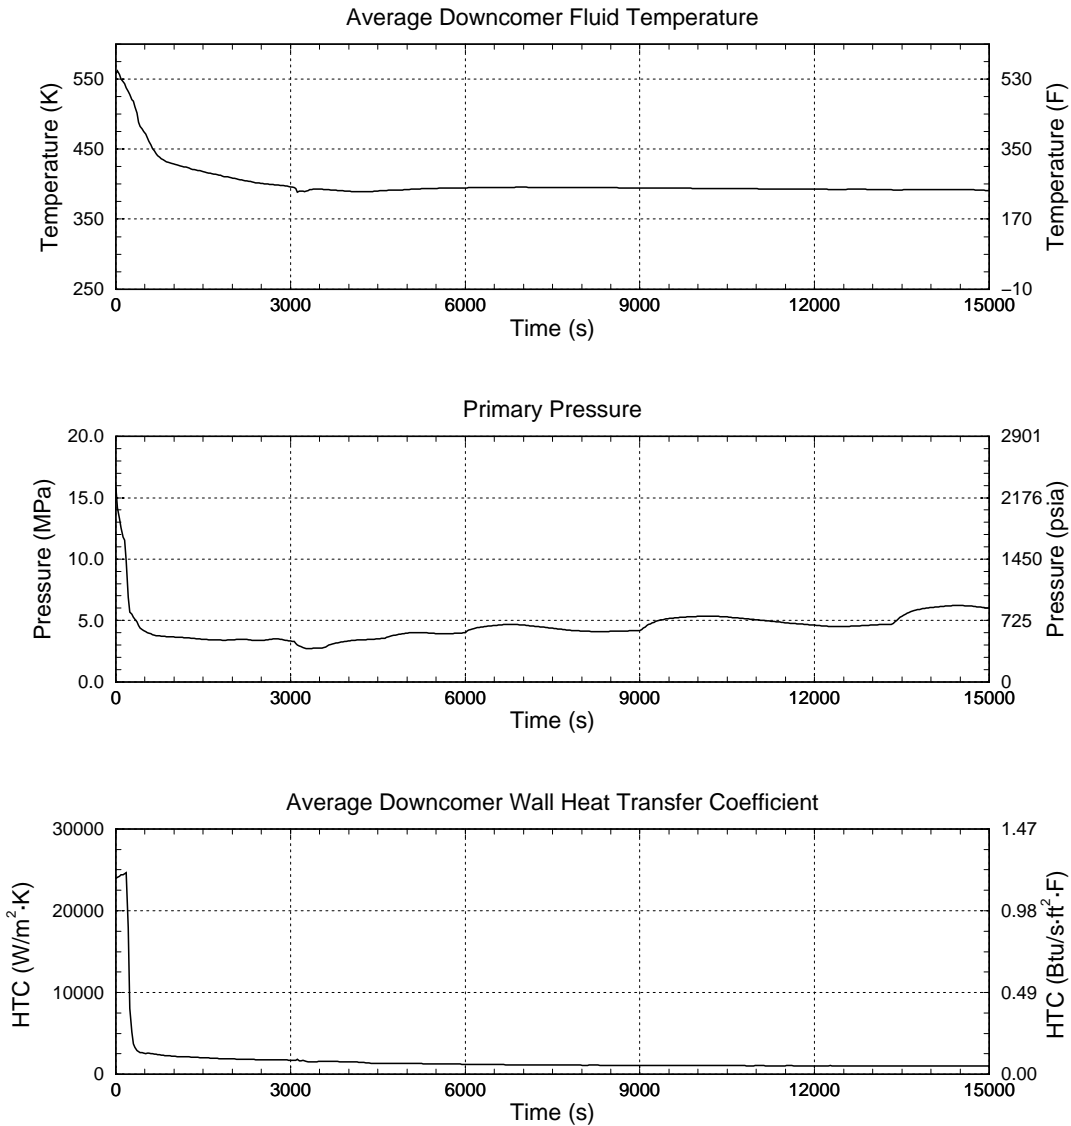 Average Downcomer Fluid Temperature
550 530
450 350
350 170
250 −10
Temperature (K)
Temperature (F)
0 3000 6000 9000 12000 15000
Time (s)
Primary Pressure
20.0 2901
15.0 2176
10.0 1450
5.0 725
0.0 0
Pressure (MPa)
Pressure (psia)
0 3000 6000 9000 12000 15000
Time (s)
Average Downcomer Wall Heat Transfer Coefficient
30000 1.47
20000 0.98
10000 0.49
0 0.00
HTC (W/m²·K)
HTC (Btu/s·ft²·F)
0 3000 6000 9000 12000 15000
Time (s)